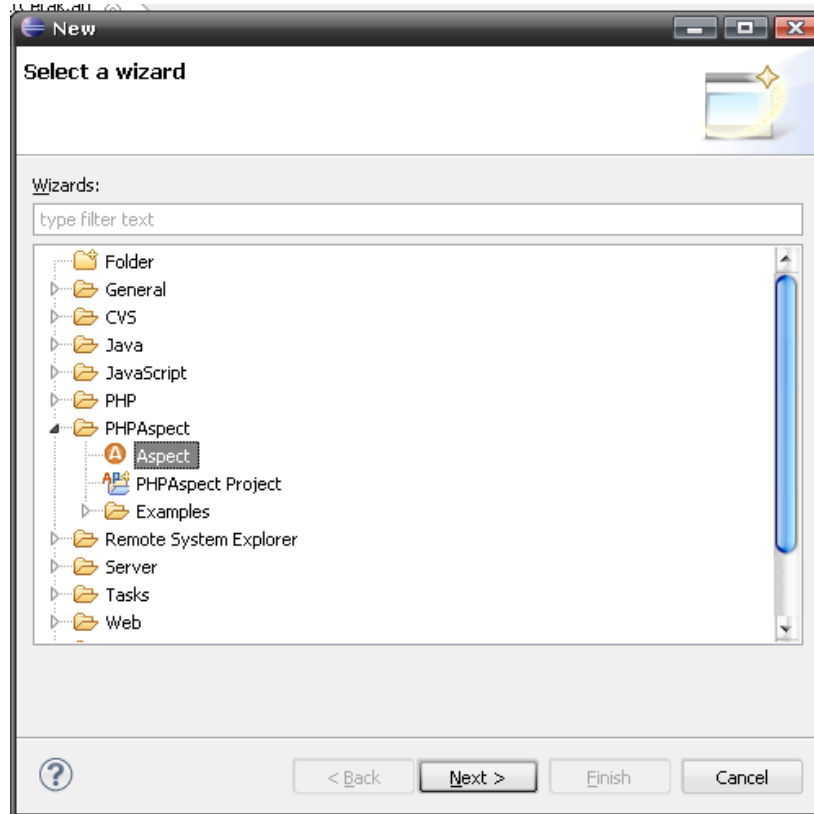 New
Select a wizard
Wizards:
type filter text
Folder
General
CVS
Java
JavaScript
PHP
PHPAspect
Aspect
PHPAspect Project
Examples
Remote System Explorer
Server
Tasks
Web
< Back
Next >
Finish
Cancel